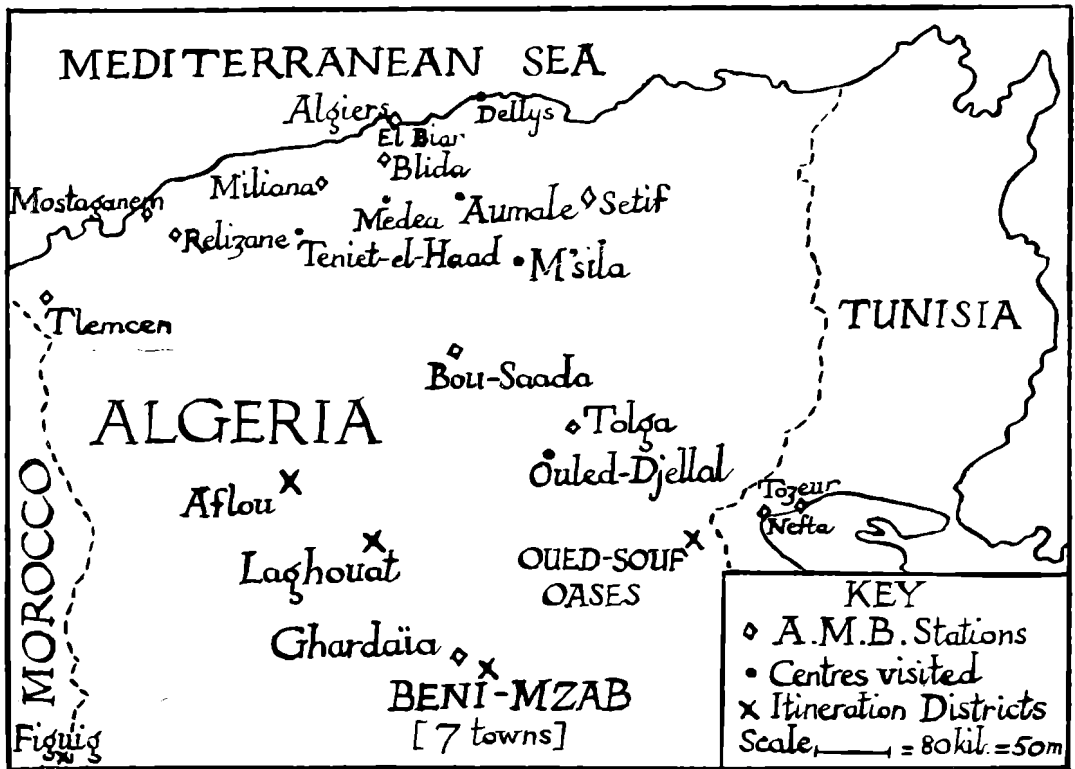 MEDITERRANEAN SEA
Algiers
Dellys
El Biar
Blida
Miliana
Mostaganem
Medea
Aumale
Setif
Relizane
Teniet-el-Haad
M'sila
Tlemcen
TUNISIA
Bou-Saada
ALGERIA
Tolga
Ouled-Djellal
Aflou
Tozeur
Nefta
MOROCCO
Laghouat
OUED-SOUF
OASES
Ghardaïa
BENI-MZAB
[7 towns]
Figuig
KEY
A.M.B. Stations
Centres visited
Itineration Districts
Scale = 80 kil. = 50m